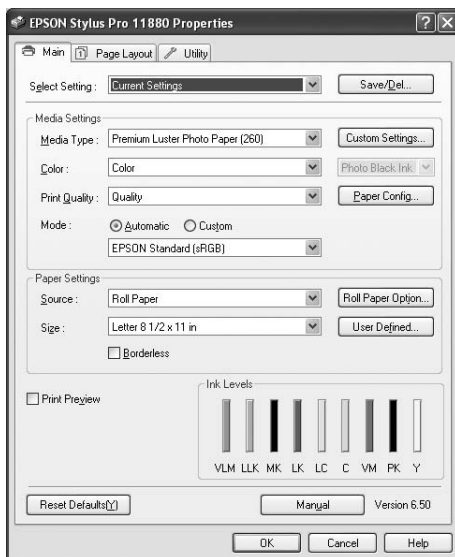 EPSON Stylus Pro 11880 Properties
Main Page Layout Utility
Select Setting : Current Settings Save/Del...
Media Settings
Media Type : Premium Luster Photo Paper (260) Custom Settings...
Color : Color Photo Black Ink
Print Quality : Quality Paper Config...
Mode : Automatic Custom
EPSON Standard (sRGB)
Paper Settings
Source : Roll Paper Roll Paper Option...
Size : Letter 8 1/2 x 11 in User Defined...
Borderless
Print Preview
Ink Levels
VLM LLK MK LK LC C VM PK Y
Reset Defaults(Y) Manual Version 6.50
OK Cancel Help